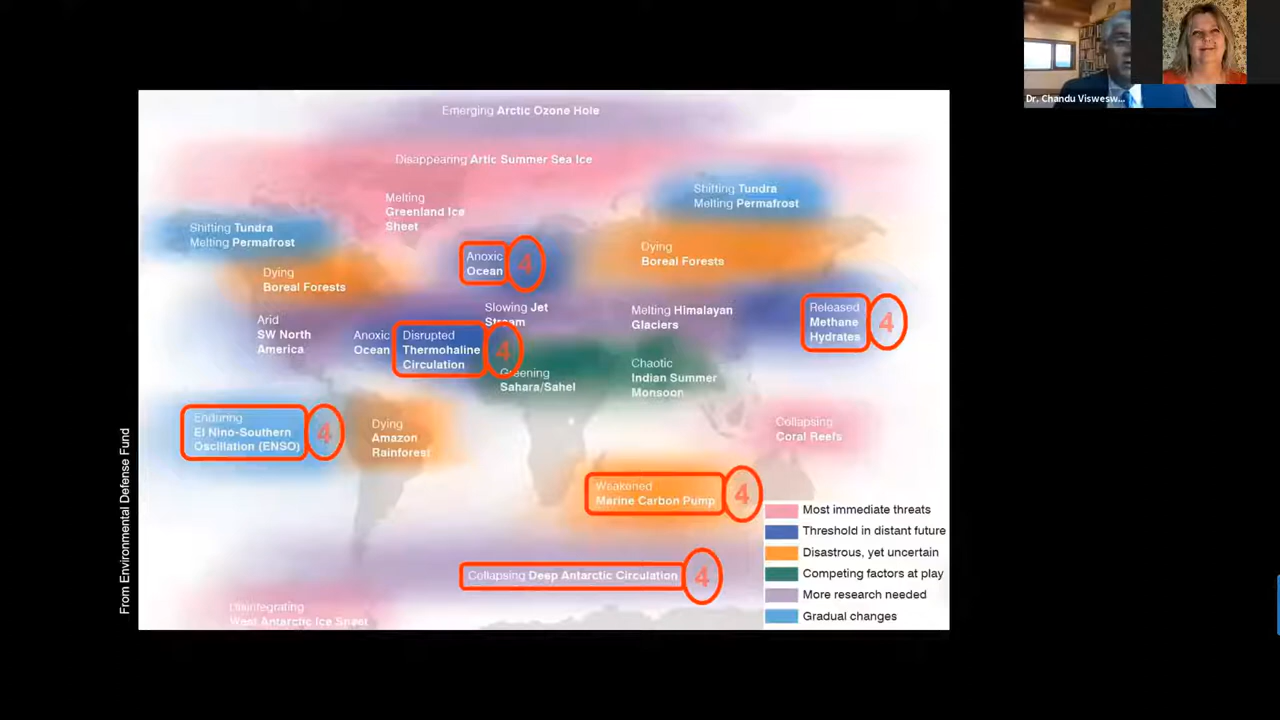 Dr. Chandu Viswesw...
Emerging Arctic Ozone Hole
Disappearing Artic Summer Sea Ice
Melting
Greenland Ice
Sheet
Shifting Tundra
Melting Permafrost
Shifting Tundra
Melting Permafrost
Anoxic
Ocean
4
Dying
Boreal Forests
Dying
Boreal Forests
Slowing Jet
Stream
Melting Himalayan
Glaciers
Released
Methane
Hydrates
4
Arid
SW North
America
Anoxic
Ocean
Disrupted
Thermohaline
Circulation
4
Greening
Sahara/Sahel
Chaotic
Indian Summer
Monsoon
Enduring
El Nino-Southern
Oscillation (ENSO)
4
Dying
Amazon
Rainforest
Collapsing
Coral Reefs
Weakened
Marine Carbon Pump
4
Collapsing Deep Antarctic Circulation
4
Disintegrating
West Antarctic Ice Sheet
Most immediate threats
Threshold in distant future
Disastrous, yet uncertain
Competing factors at play
More research needed
Gradual changes
From Environmental Defense Fund